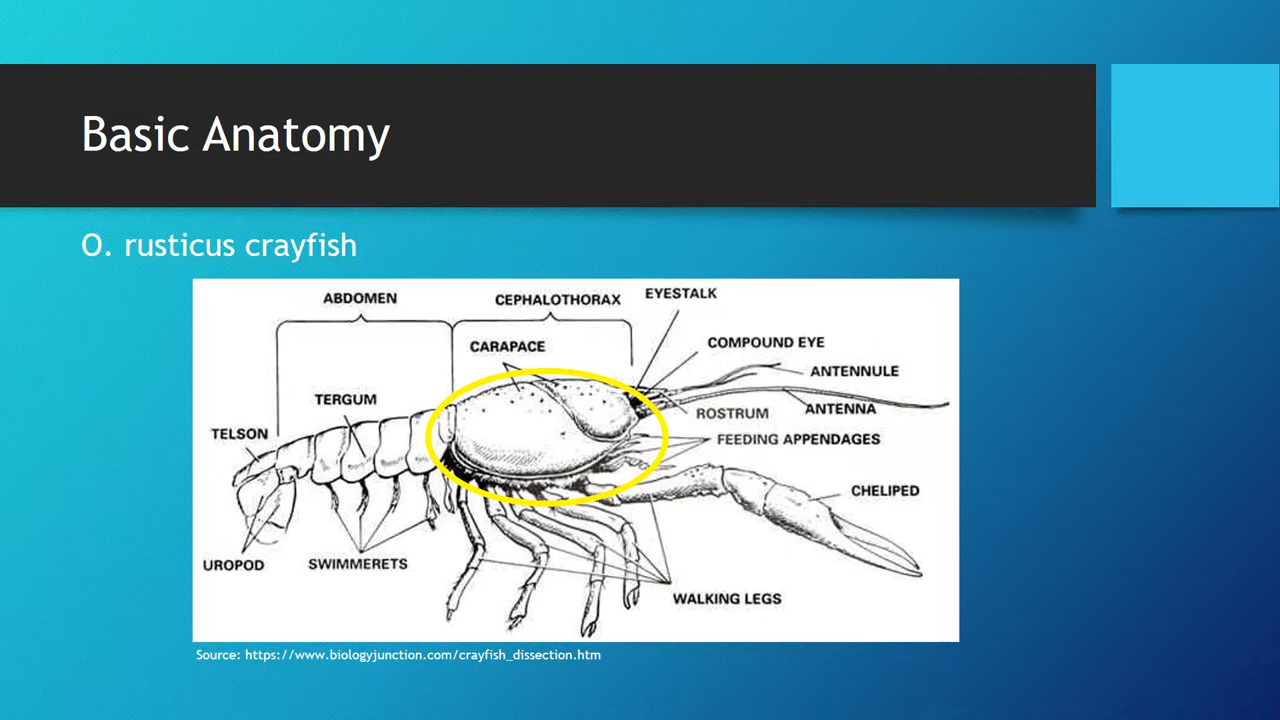 Basic Anatomy
O. rusticus crayfish
ABDOMEN
CEPHALOTHORAX
EYESTALK
CARAPACE
COMPOUND EYE
ANTENNULE
TERGUM
ROSTRUM
ANTENNA
TELSON
FEEDING APPENDAGES
CHELIPED
UROPOD
SWIMMERETS
WALKING LEGS
Source: https://www.biologyjunction.com/crayfish_dissection.htm